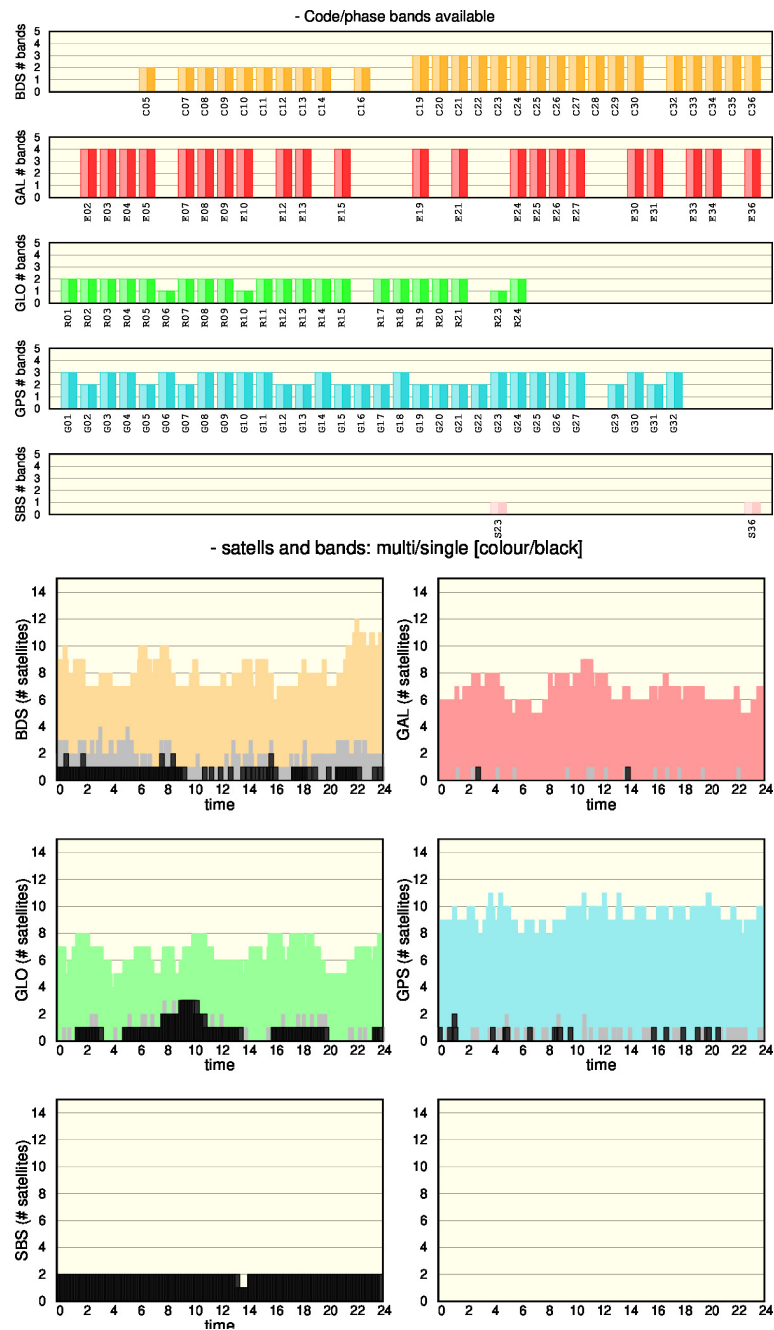 - Code/phase bands available
BDS # bands
5
4
3
2
1
0
C05 C07 C08 C09 C10 C11 C12 C13 C14 C16 C19 C20 C21 C22 C23 C24 C25 C26 C27 C28 C29 C30 C32 C33 C34 C35 C36
GAL # bands
5
4
3
2
1
0
E02 E03 E04 E05 E07 E08 E09 E10 E12 E13 E15 E19 E21 E24 E25 E26 E27 E30 E31 E33 E34 E36
GLO # bands
5
4
3
2
1
0
R01 R02 R03 R04 R05 R06 R07 R08 R09 R10 R11 R12 R13 R14 R15 R17 R18 R19 R20 R21 R23 R24
GPS # bands
5
4
3
2
1
0
G01 G02 G03 G04 G05 G06 G07 G08 G09 G10 G11 G12 G13 G14 G15 G16 G17 G18 G19 G20 G21 G22 G23 G24 G25 G26 G27 G29 G30 G31 G32
SBS # bands
5
4
3
2
1
0
S23 S36
- satells and bands: multi/single [colour/black]
BDS (# satellites)
14
12
10
8
6
4
2
0
0 2 4 6 8 10 12 14 16 18 20 22 24
time
GAL (# satellites)
14
12
10
8
6
4
2
0
0 2 4 6 8 10 12 14 16 18 20 22 24
time
GLO (# satellites)
14
12
10
8
6
4
2
0
0 2 4 6 8 10 12 14 16 18 20 22 24
time
GPS (# satellites)
14
12
10
8
6
4
2
0
0 2 4 6 8 10 12 14 16 18 20 22 24
time
SBS (# satellites)
14
12
10
8
6
4
2
0
0 2 4 6 8 10 12 14 16 18 20 22 24
time
14
12
10
8
6
4
2
0
0 2 4 6 8 10 12 14 16 18 20 22 24